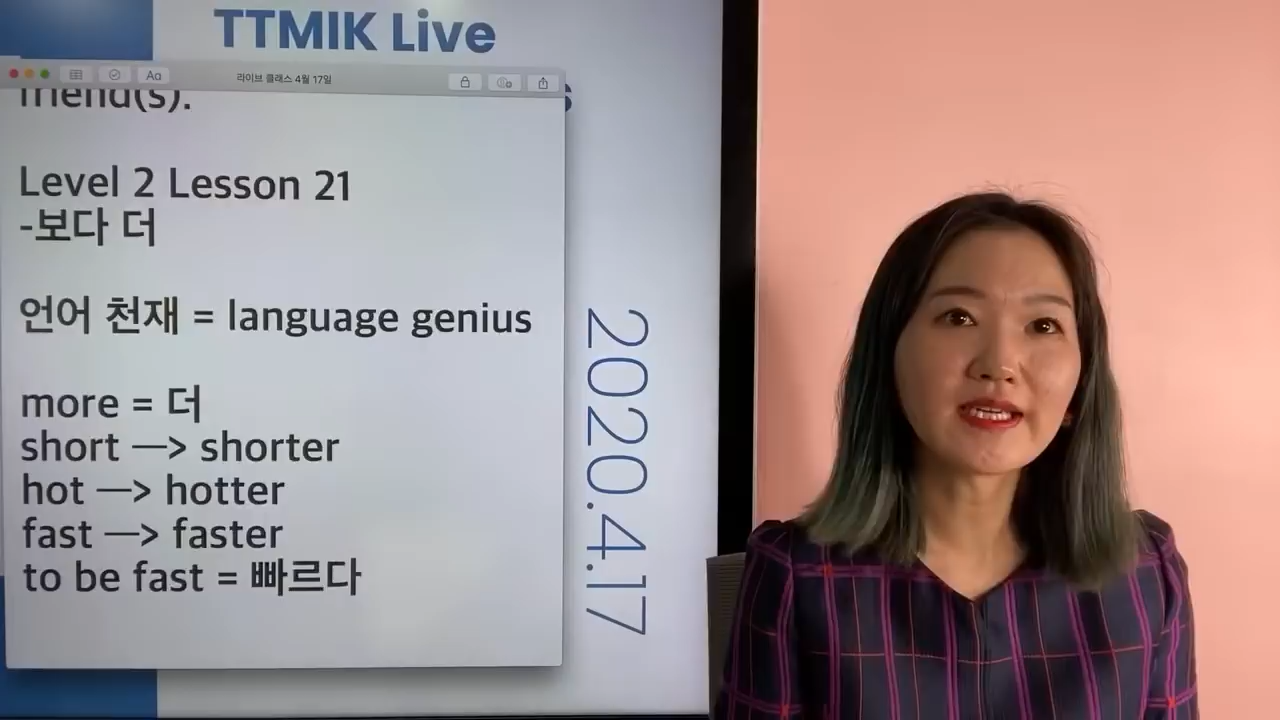 TTMIK Live
라이브 클래스 4월 17일
Aa
friend(s).
Level 2 Lesson 21
-보다 더
언어 천재 = language genius
more = 더
short —> shorter
hot —> hotter
fast —> faster
to be fast = 빠르다
2020.4.17